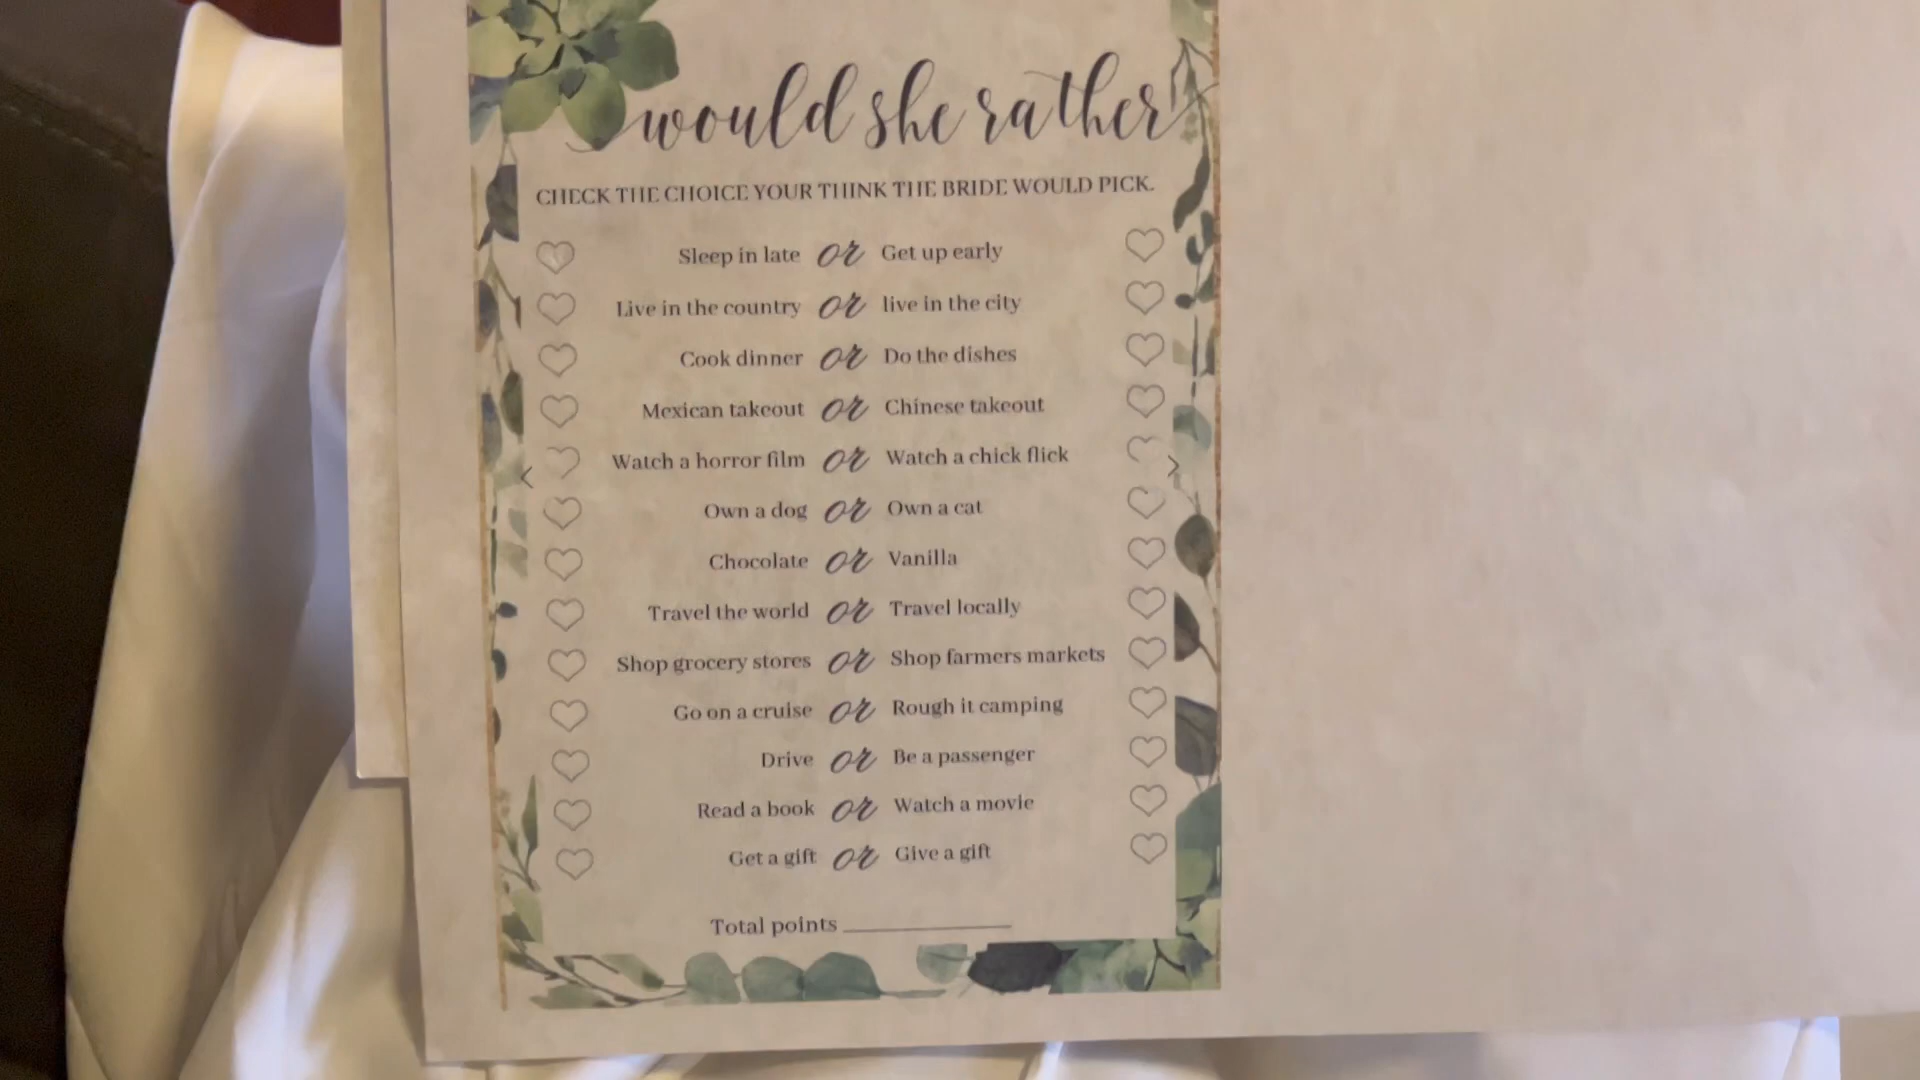 would she rather
CHECK THE CHOICE YOUR THINK THE BRIDE WOULD PICK.
Sleep in late or Get up early
Live in the country or live in the city
Cook dinner or Do the dishes
Mexican takeout or Chinese takeout
Watch a horror film or Watch a chick flick
Own a dog or Own a cat
Chocolate or Vanilla
Travel the world or Travel locally
Shop grocery stores or Shop farmers markets
Go on a cruise or Rough it camping
Drive or Be a passenger
Read a book or Watch a movie
Get a gift or Give a gift
Total points